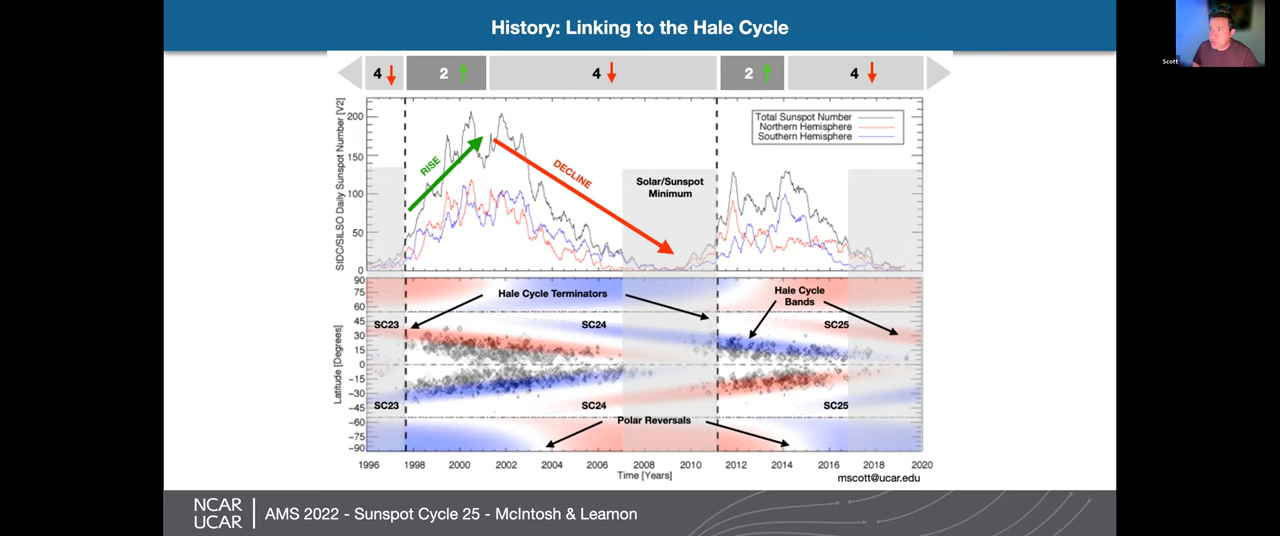 History: Linking to the Hale Cycle
Scott
4 2 4 2 4
SIDC/SILSO Daily Sunspot Number [V2]
200
150
100
50
0
RISE
DECLINE
Solar/Sunspot
Minimum
Total Sunspot Number
Northern Hemisphere
Southern Hemisphere
Latitude [Degrees]
90
75
60
45
30
15
0
-15
-30
-45
-60
-75
-90
Hale Cycle Terminators
Hale Cycle
Bands
SC23 SC24 SC25
SC23 SC24 SC25
Polar Reversals
1996 1998 2000 2002 2004 2006 2008 2010 2012 2014 2016 2018 2020
Time [Years]
mscott@ucar.edu
NCAR
UCAR
AMS 2022 - Sunspot Cycle 25 - McIntosh & Leamon